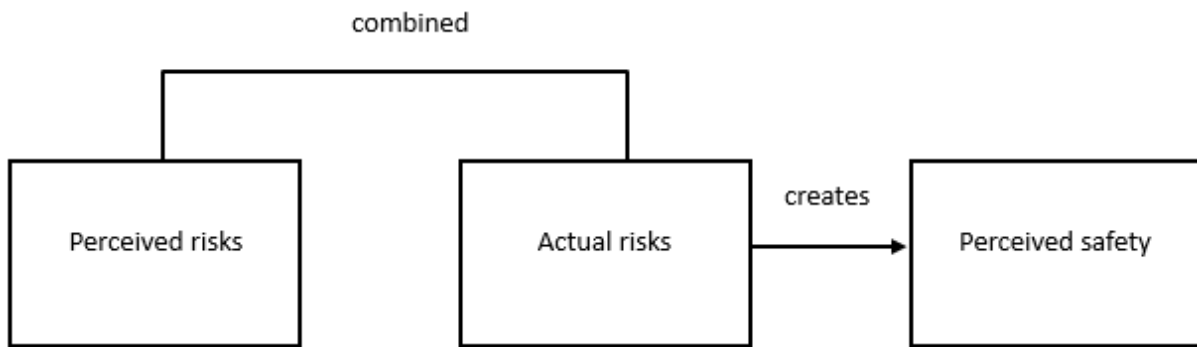 combined
Perceived risks
Actual risks
creates
Perceived safety